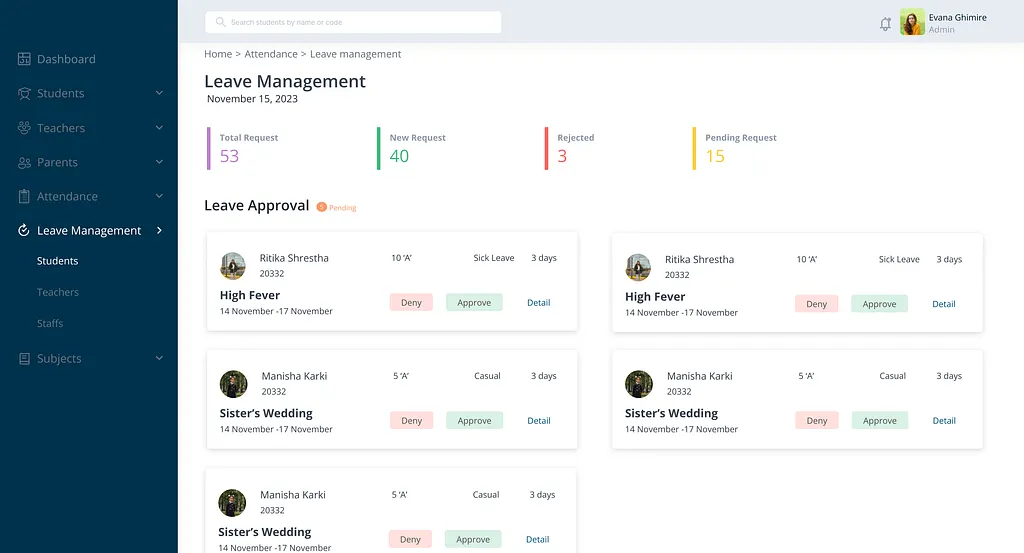 Search students by name or code
Evana Ghimire
Admin
Dashboard
Students
Teachers
Parents
Attendance
Leave Management
Students
Teachers
Staffs
Subjects
Home > Attendance > Leave management
Leave Management
November 15, 2023
Total Request
53
New Request
40
Rejected
3
Pending Request
15
Leave Approval
Pending
Ritika Shrestha 10 ‘A’ Sick Leave 3 days
20332
High Fever
Deny Approve Detail
14 November -17 November
Ritika Shrestha 10 ‘A’ Sick Leave 3 days
20332
High Fever
Deny Approve Detail
14 November -17 November
Manisha Karki 5 ‘A’ Casual 3 days
20332
Sister’s Wedding
Deny Approve Detail
14 November -17 November
Manisha Karki 5 ‘A’ Casual 3 days
20332
Sister’s Wedding
Deny Approve Detail
14 November -17 November
Manisha Karki 5 ‘A’ Casual 3 days
20332
Sister’s Wedding
Deny Approve Detail
14 November -17 November